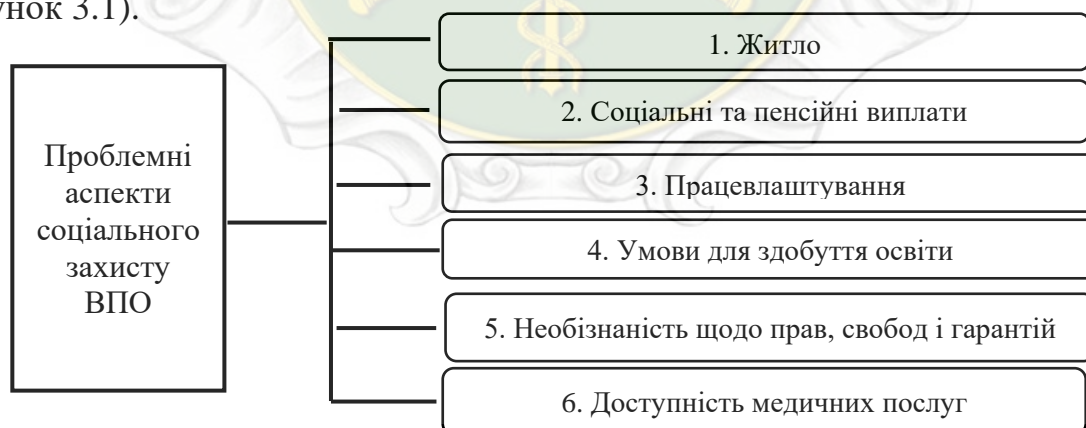 унок 3.1).
1. Житло
2. Соціальні та пенсійні виплати
Проблемні
аспекти
соціального
захисту
ВПО
3. Працевлаштування
4. Умови для здобуття освіти
5. Необізнаність щодо прав, свобод і гарантій
6. Доступність медичних послуг